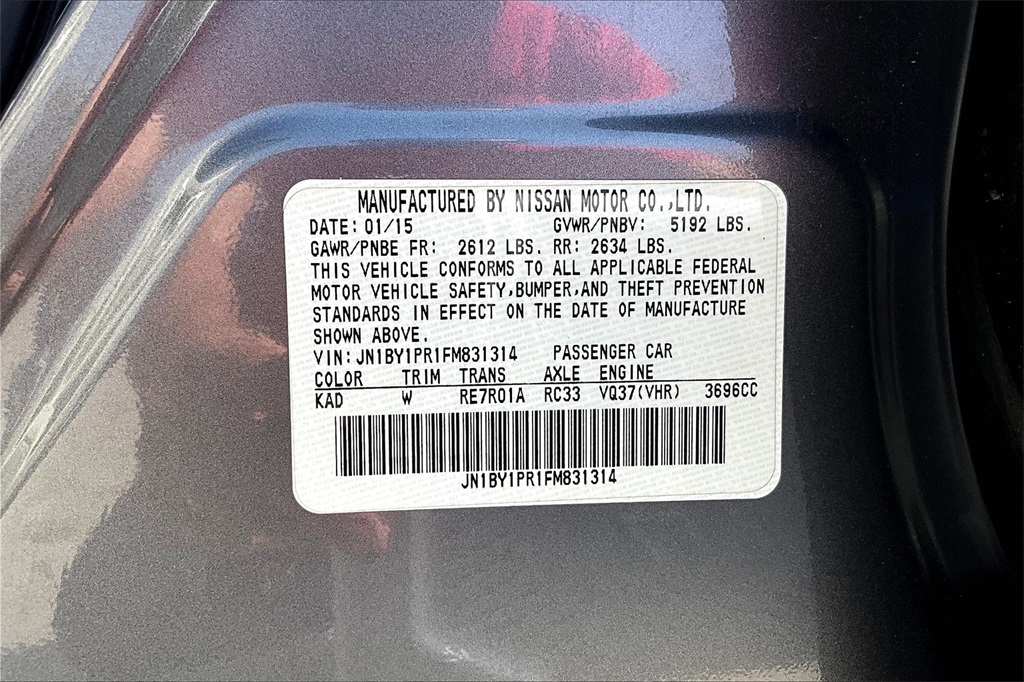 MANUFACTURED BY NISSAN MOTOR CO.,LTD.
DATE: 01/15 GVWR/PNBV: 5192 LBS.
GAWR/PNBE FR: 2612 LBS. RR: 2634 LBS.
THIS VEHICLE CONFORMS TO ALL APPLICABLE FEDERAL
MOTOR VEHICLE SAFETY,BUMPER,AND THEFT PREVENTION
STANDARDS IN EFFECT ON THE DATE OF MANUFACTURE
SHOWN ABOVE.
VIN:JN1BY1PR1FM831314 PASSENGER CAR
COLOR TRIM TRANS AXLE ENGINE
KAD W RE7R01A RC33 VQ37(VHR) 3696CC
JN1BY1PR1FM831314